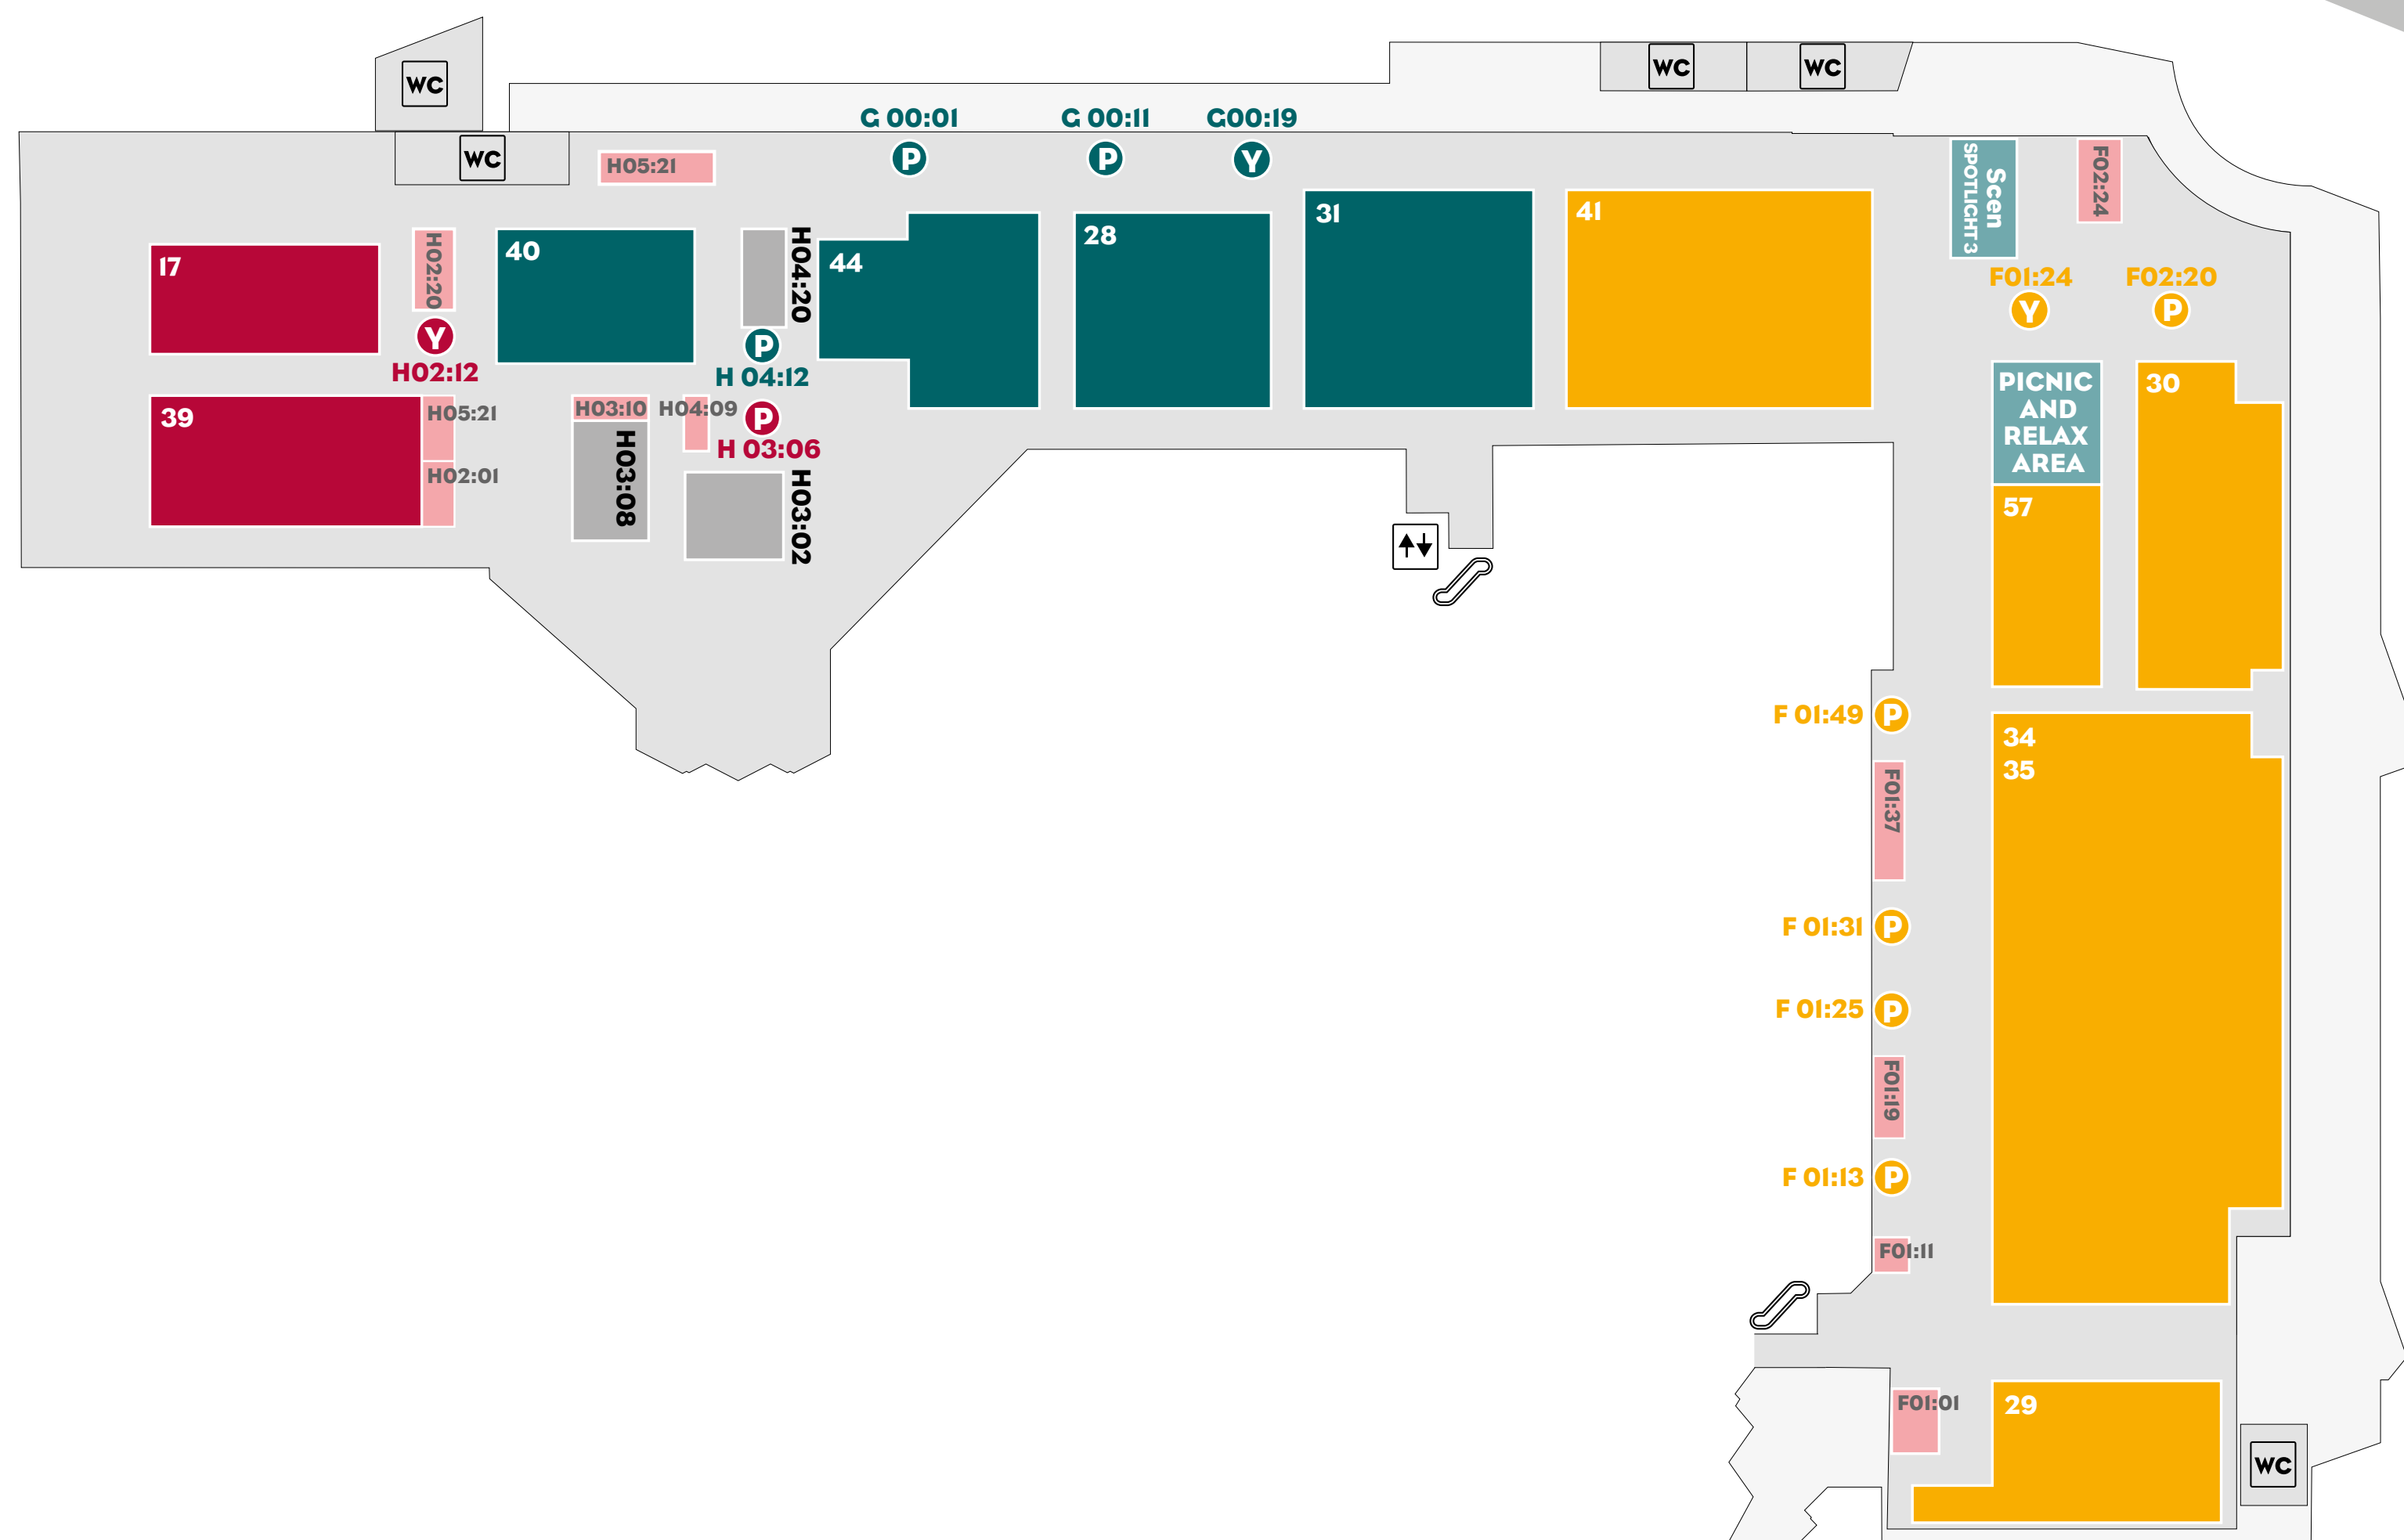 WC
WC
WC
WC
G 00:01
G 00:11
G00:19
P
P
Y
H05:21
Scen
SPOTLIGHT 3
F02:24
17
H02:20
40
H04:20
44
28
31
41
F01:24
F02:20
Y
P
Y
H02:12
P
H 04:12
39
H05:21
H02:01
H03:10
H04:09
P
H 03:06
H03:08
H03:02
PICNIC
AND
RELAX
AREA
30
57
F 01:49
P
34
35
F01:37
F 01:31
P
F 01:25
P
F01:19
F 01:13
P
F01:11
F01:01
29
WC